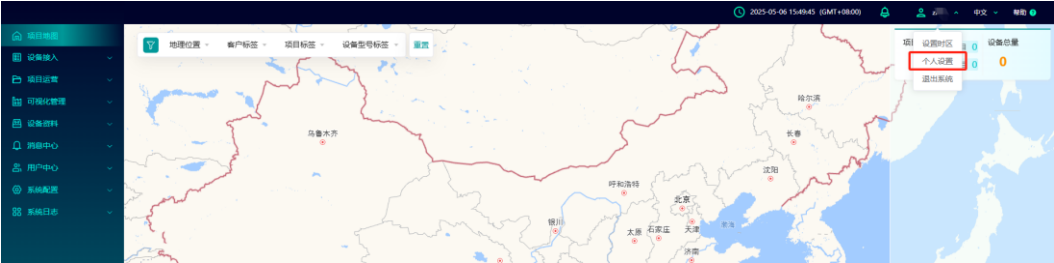 2025-05-06 15:49:45 (GMT+08:00)
中文
帮助
项目地图
设备接入
项目运营
可视化管理
设备资料
消息中心
用户中心
系统配置
系统日志
地理位置
客户标签
项目标签
设备型号标签
重置
设置时区
个人设置
退出系统
0
0
设备总量
0
哈尔滨
长春
乌鲁木齐
沈阳
呼和浩特
北京
银川
太原
石家庄
天津
渤海
济南